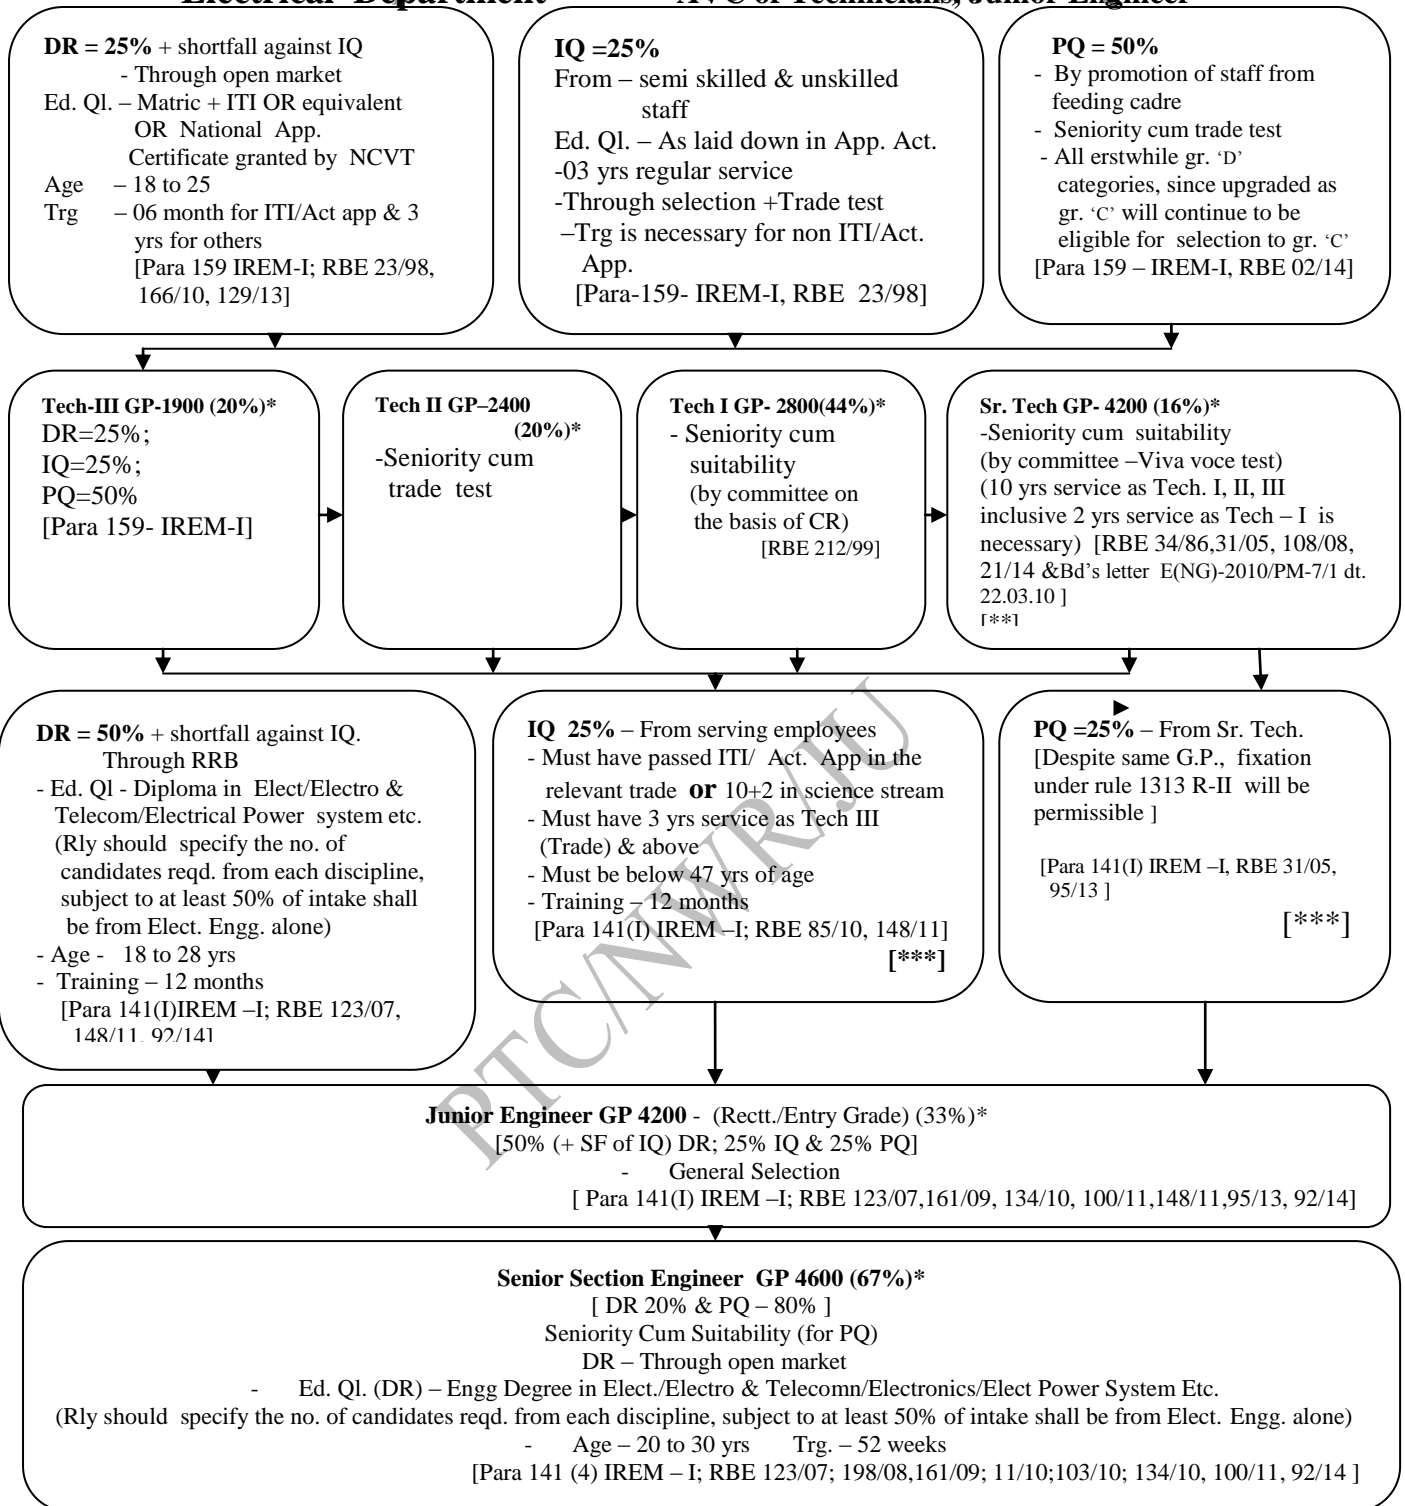 Electrical Department AVC of Technicians, Junior Engineer
DR = 25% + shortfall against IQ
- Through open market
Ed. Ql. – Matric + ITI OR equivalent
OR National App.
Certificate granted by NCVT
Age – 18 to 25
Trg – 06 month for ITI/Act app & 3
yrs for others
[Para 159 IREM-I; RBE 23/98,
166/10, 129/13]
IQ =25%
From – semi skilled & unskilled
staff
Ed. Ql. – As laid down in App. Act.
-03 yrs regular service
-Through selection +Trade test
–Trg is necessary for non ITI/Act.
App.
[Para-159- IREM-I, RBE 23/98]
PQ = 50%
- By promotion of staff from
feeding cadre
- Seniority cum trade test
- All erstwhile gr. ‘D’
categories, since upgraded as
gr. ‘C’ will continue to be
eligible for selection to gr. ‘C’
[Para 159 – IREM-I, RBE 02/14]
Tech-III GP-1900 (20%)*
DR=25%;
IQ=25%;
PQ=50%
[Para 159- IREM-I]
Tech II GP–2400
(20%)*
-Seniority cum
trade test
Tech I GP- 2800(44%)*
- Seniority cum
suitability
(by committee on
the basis of CR)
[RBE 212/99]
Sr. Tech GP- 4200 (16%)*
-Seniority cum suitability
(by committee –Viva voce test)
(10 yrs service as Tech. I, II, III
inclusive 2 yrs service as Tech – I is
necessary) [RBE 34/86,31/05, 108/08,
21/14 &Bd’s letter E(NG)-2010/PM-7/1 dt.
22.03.10 ]
[**]
DR = 50% + shortfall against IQ.
Through RRB
- Ed. Ql - Diploma in Elect/Electro &
Telecom/Electrical Power system etc.
(Rly should specify the no. of
candidates reqd. from each discipline,
subject to at least 50% of intake shall
be from Elect. Engg. alone)
- Age - 18 to 28 yrs
- Training – 12 months
[Para 141(I)IREM –I; RBE 123/07,
148/11, 92/14]
IQ 25% – From serving employees
- Must have passed ITI/ Act. App in the
relevant trade or 10+2 in science stream
- Must have 3 yrs service as Tech III
(Trade) & above
- Must be below 47 yrs of age
- Training – 12 months
[Para 141(I) IREM –I; RBE 85/10, 148/11]
[***]
PQ =25% – From Sr. Tech.
[Despite same G.P., fixation
under rule 1313 R-II will be
permissible ]
[Para 141(I) IREM –I, RBE 31/05,
95/13 ]
[***]
PTC/NWR/JU
Junior Engineer GP 4200 - (Rectt./Entry Grade) (33%)*
[50% (+ SF of IQ) DR; 25% IQ & 25% PQ]
- General Selection
[ Para 141(I) IREM –I; RBE 123/07,161/09, 134/10, 100/11,148/11,95/13, 92/14]
Senior Section Engineer GP 4600 (67%)*
[ DR 20% & PQ – 80% ]
Seniority Cum Suitability (for PQ)
DR – Through open market
- Ed. Ql. (DR) – Engg Degree in Elect./Electro & Telecomn/Electronics/Elect Power System Etc.
(Rly should specify the no. of candidates reqd. from each discipline, subject to at least 50% of intake shall be from Elect. Engg. alone)
- Age – 20 to 30 yrs Trg. – 52 weeks
[Para 141 (4) IREM – I; RBE 123/07; 198/08,161/09; 11/10;103/10; 134/10, 100/11, 92/14 ]